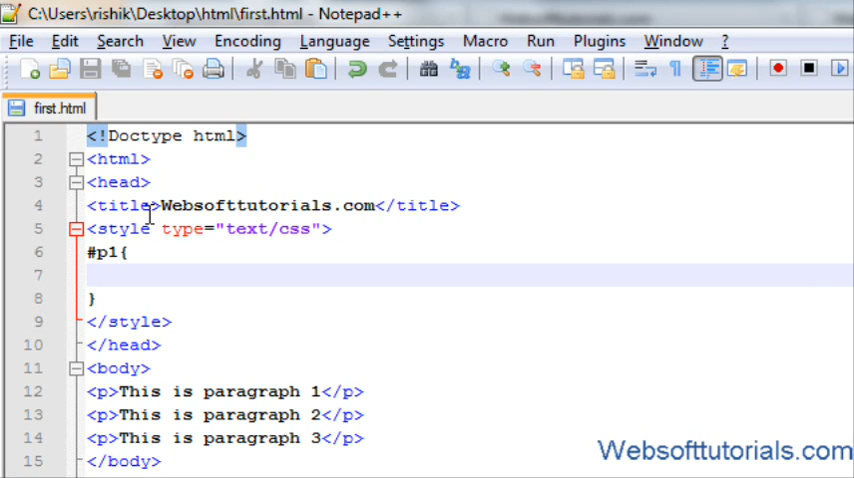 C:\Users\rishik\Desktop\html\first.html - Notepad++
File Edit Search View Encoding Language Settings Macro Run Plugins Window ?
first.html
1 <!Doctype html>
2 <html>
3 <head>
4 <title>Websofttutorials.com</title>
5 <style type="text/css">
6 #p1{
7
8 }
9 </style>
10 </head>
11 <body>
12 <p>This is paragraph 1</p>
13 <p>This is paragraph 2</p>
14 <p>This is paragraph 3</p>
15 </body>
Websofttutorials.com